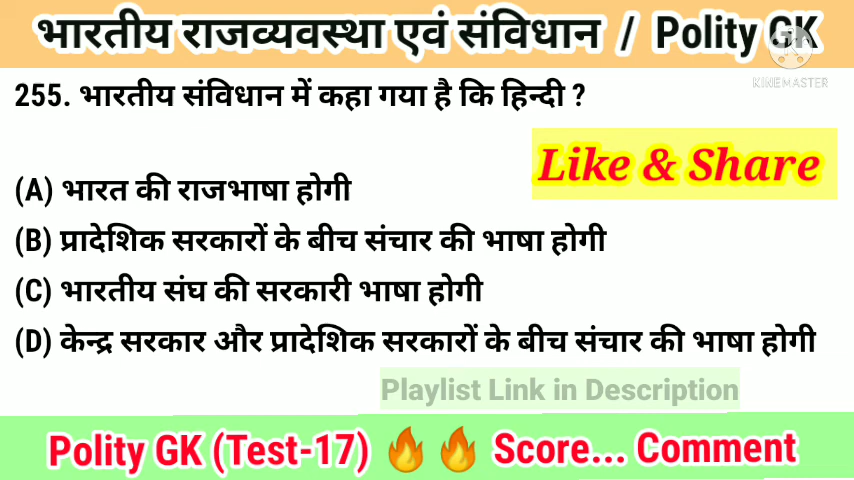 भारतीय राजव्यवस्था एवं संविधान / Polity GK
KINEMASTER
255. भारतीय संविधान में कहा गया है कि हिन्दी ?
Like & Share
(A) भारत की राजभाषा होगी
(B) प्रादेशिक सरकारों के बीच संचार की भाषा होगी
(C) भारतीय संघ की सरकारी भाषा होगी
(D) केन्द्र सरकार और प्रादेशिक सरकारों के बीच संचार की भाषा होगी
Playlist Link in Description
Polity GK (Test-17) 🔥🔥 Score... Comment